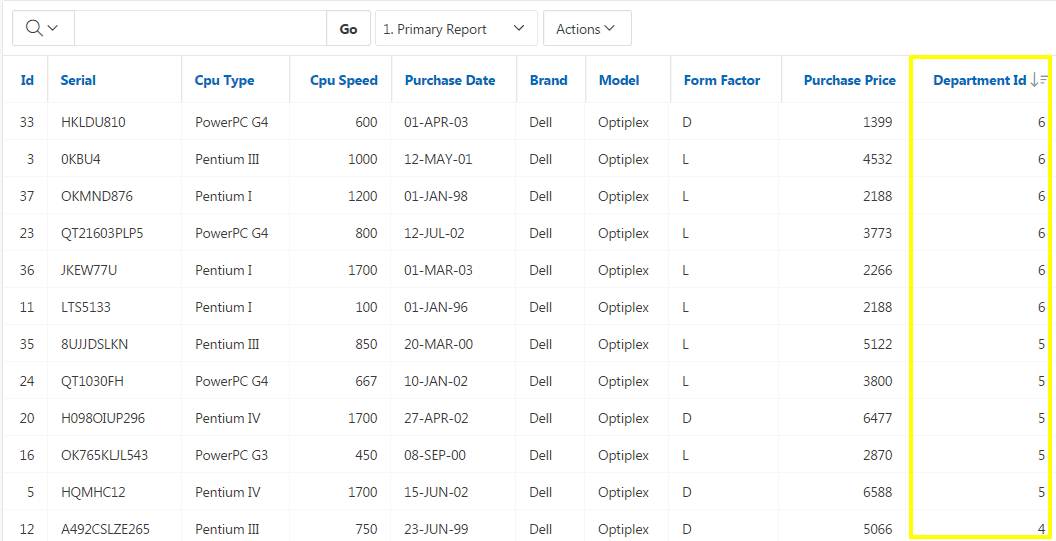 Go 1. Primary Report Actions
Id Serial Cpu Type Cpu Speed Purchase Date Brand Model Form Factor Purchase Price Department Id
33 HKLDU810 PowerPC G4 600 01-APR-03 Dell Optiplex D 1399 6
3 0KBU4 Pentium III 1000 12-MAY-01 Dell Optiplex L 4532 6
37 OKMND876 Pentium I 1200 01-JAN-98 Dell Optiplex L 2188 6
23 QT21603PLP5 PowerPC G4 800 12-JUL-02 Dell Optiplex L 3773 6
36 JKEW77U Pentium I 1700 01-MAR-03 Dell Optiplex L 2266 6
11 LTS5133 Pentium I 100 01-JAN-96 Dell Optiplex L 2188 6
35 8UJJDSLKN Pentium III 850 20-MAR-00 Dell Optiplex L 5122 5
24 QT1030FH PowerPC G4 667 10-JAN-02 Dell Optiplex L 3800 5
20 H098OIUP296 Pentium IV 1700 27-APR-02 Dell Optiplex D 6477 5
16 OK765KLJL543 PowerPC G3 450 08-SEP-00 Dell Optiplex L 2870 5
5 HQMHC12 Pentium IV 1700 15-JUN-02 Dell Optiplex D 6588 5
12 A492CSLZE265 Pentium III 750 23-JUN-99 Dell Optiplex D 5066 4